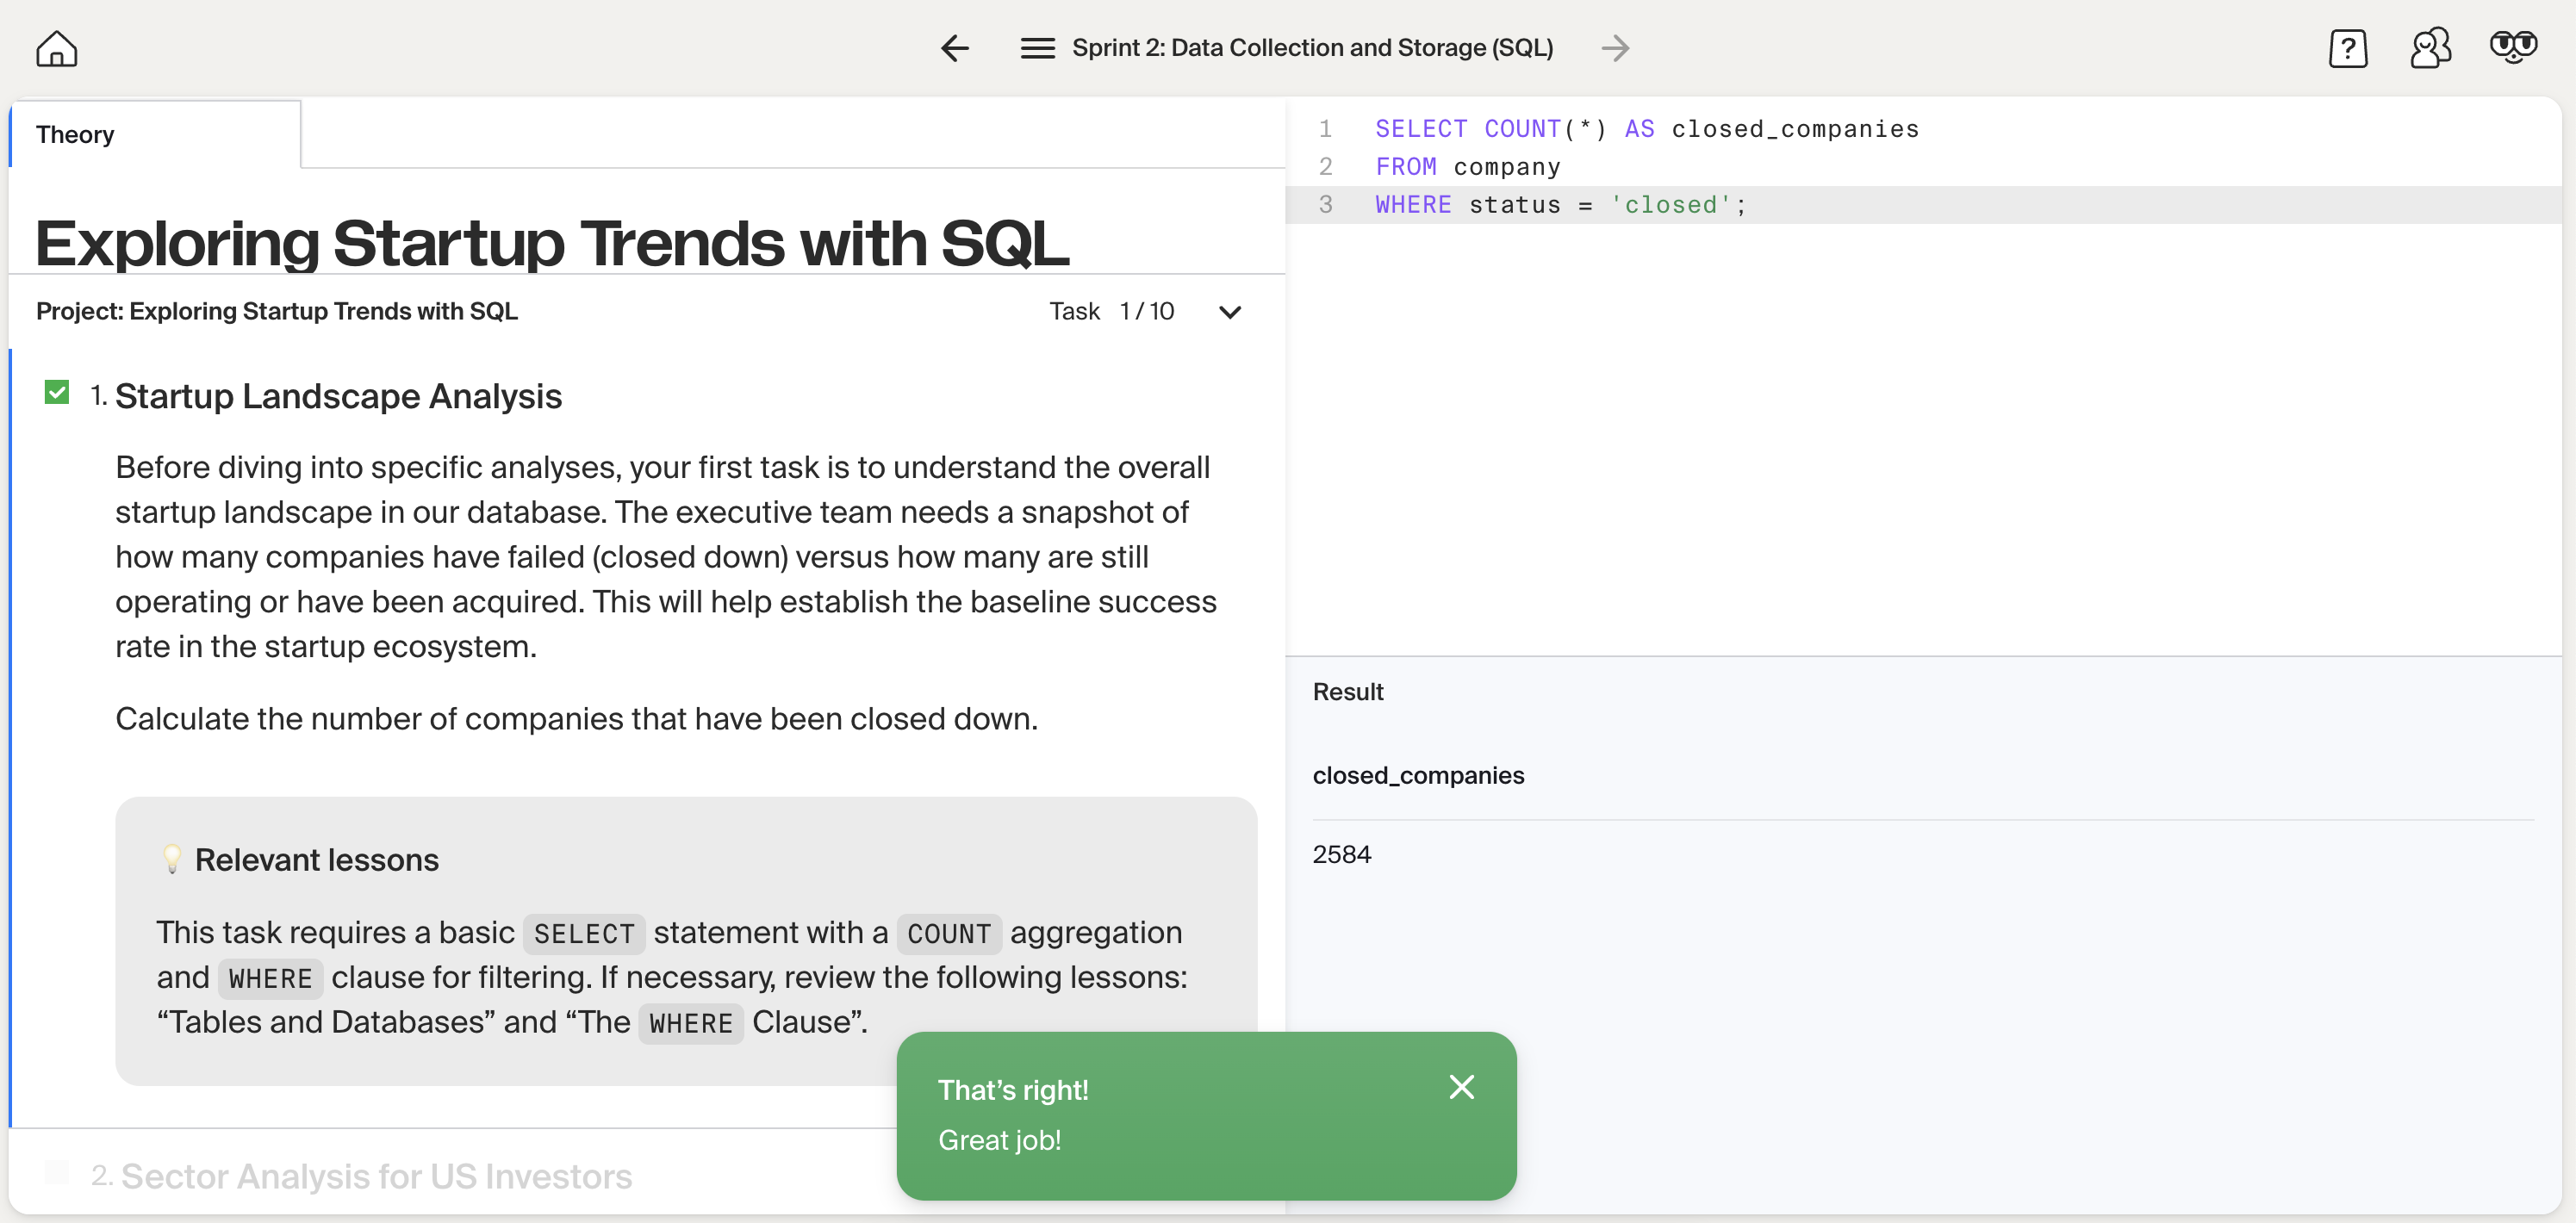 Sprint 2: Data Collection and Storage (SQL)
?
Theory
Exploring Startup Trends with SQL
Project: Exploring Startup Trends with SQL
Task 1 / 10
1. Startup Landscape Analysis
Before diving into specific analyses, your first task is to understand the overall
startup landscape in our database. The executive team needs a snapshot of
how many companies have failed (closed down) versus how many are still
operating or have been acquired. This will help establish the baseline success
rate in the startup ecosystem.
Calculate the number of companies that have been closed down.
💡 Relevant lessons
This task requires a basic SELECT statement with a COUNT aggregation
and WHERE clause for filtering. If necessary, review the following lessons:
“Tables and Databases” and “The WHERE Clause”.
2. Sector Analysis for US Investors
1 SELECT COUNT(*) AS closed_companies
2 FROM company
3 WHERE status = 'closed';
Result
closed_companies
2584
That’s right!
Great job!